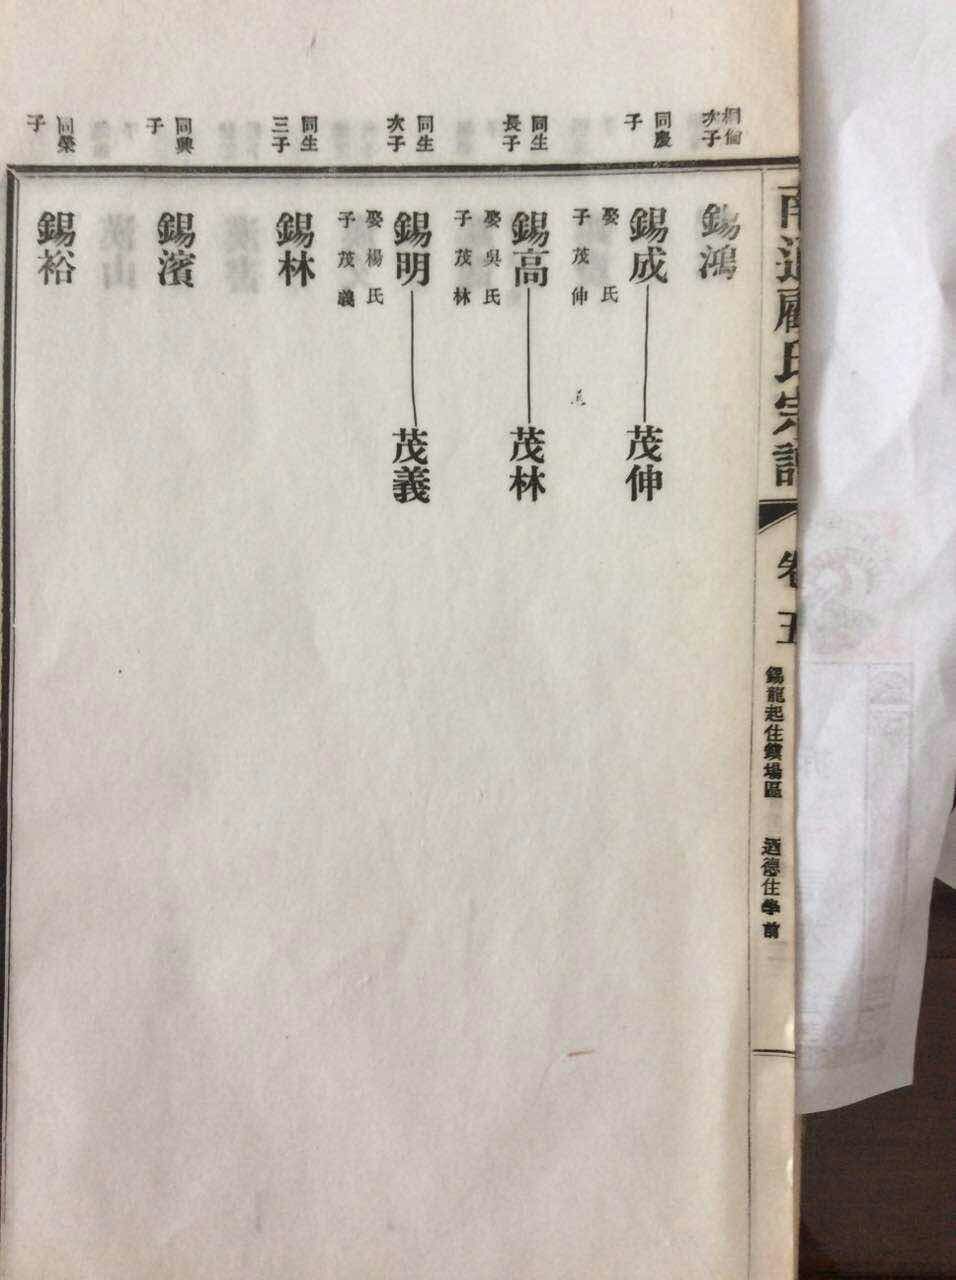 南通顧氏宗譜
卷五
錫龍起住鎮場區
道德住學前
桐倫
次子
錫鴻
同慶
子
錫成
茂伸
娶 氏
子茂伸
同生
長子
錫高
茂林
娶吳氏
子茂林
同生
次子
錫明
茂義
娶楊氏
子茂義
同生
三子
錫林
同興
子
錫濱
同榮
子
錫裕